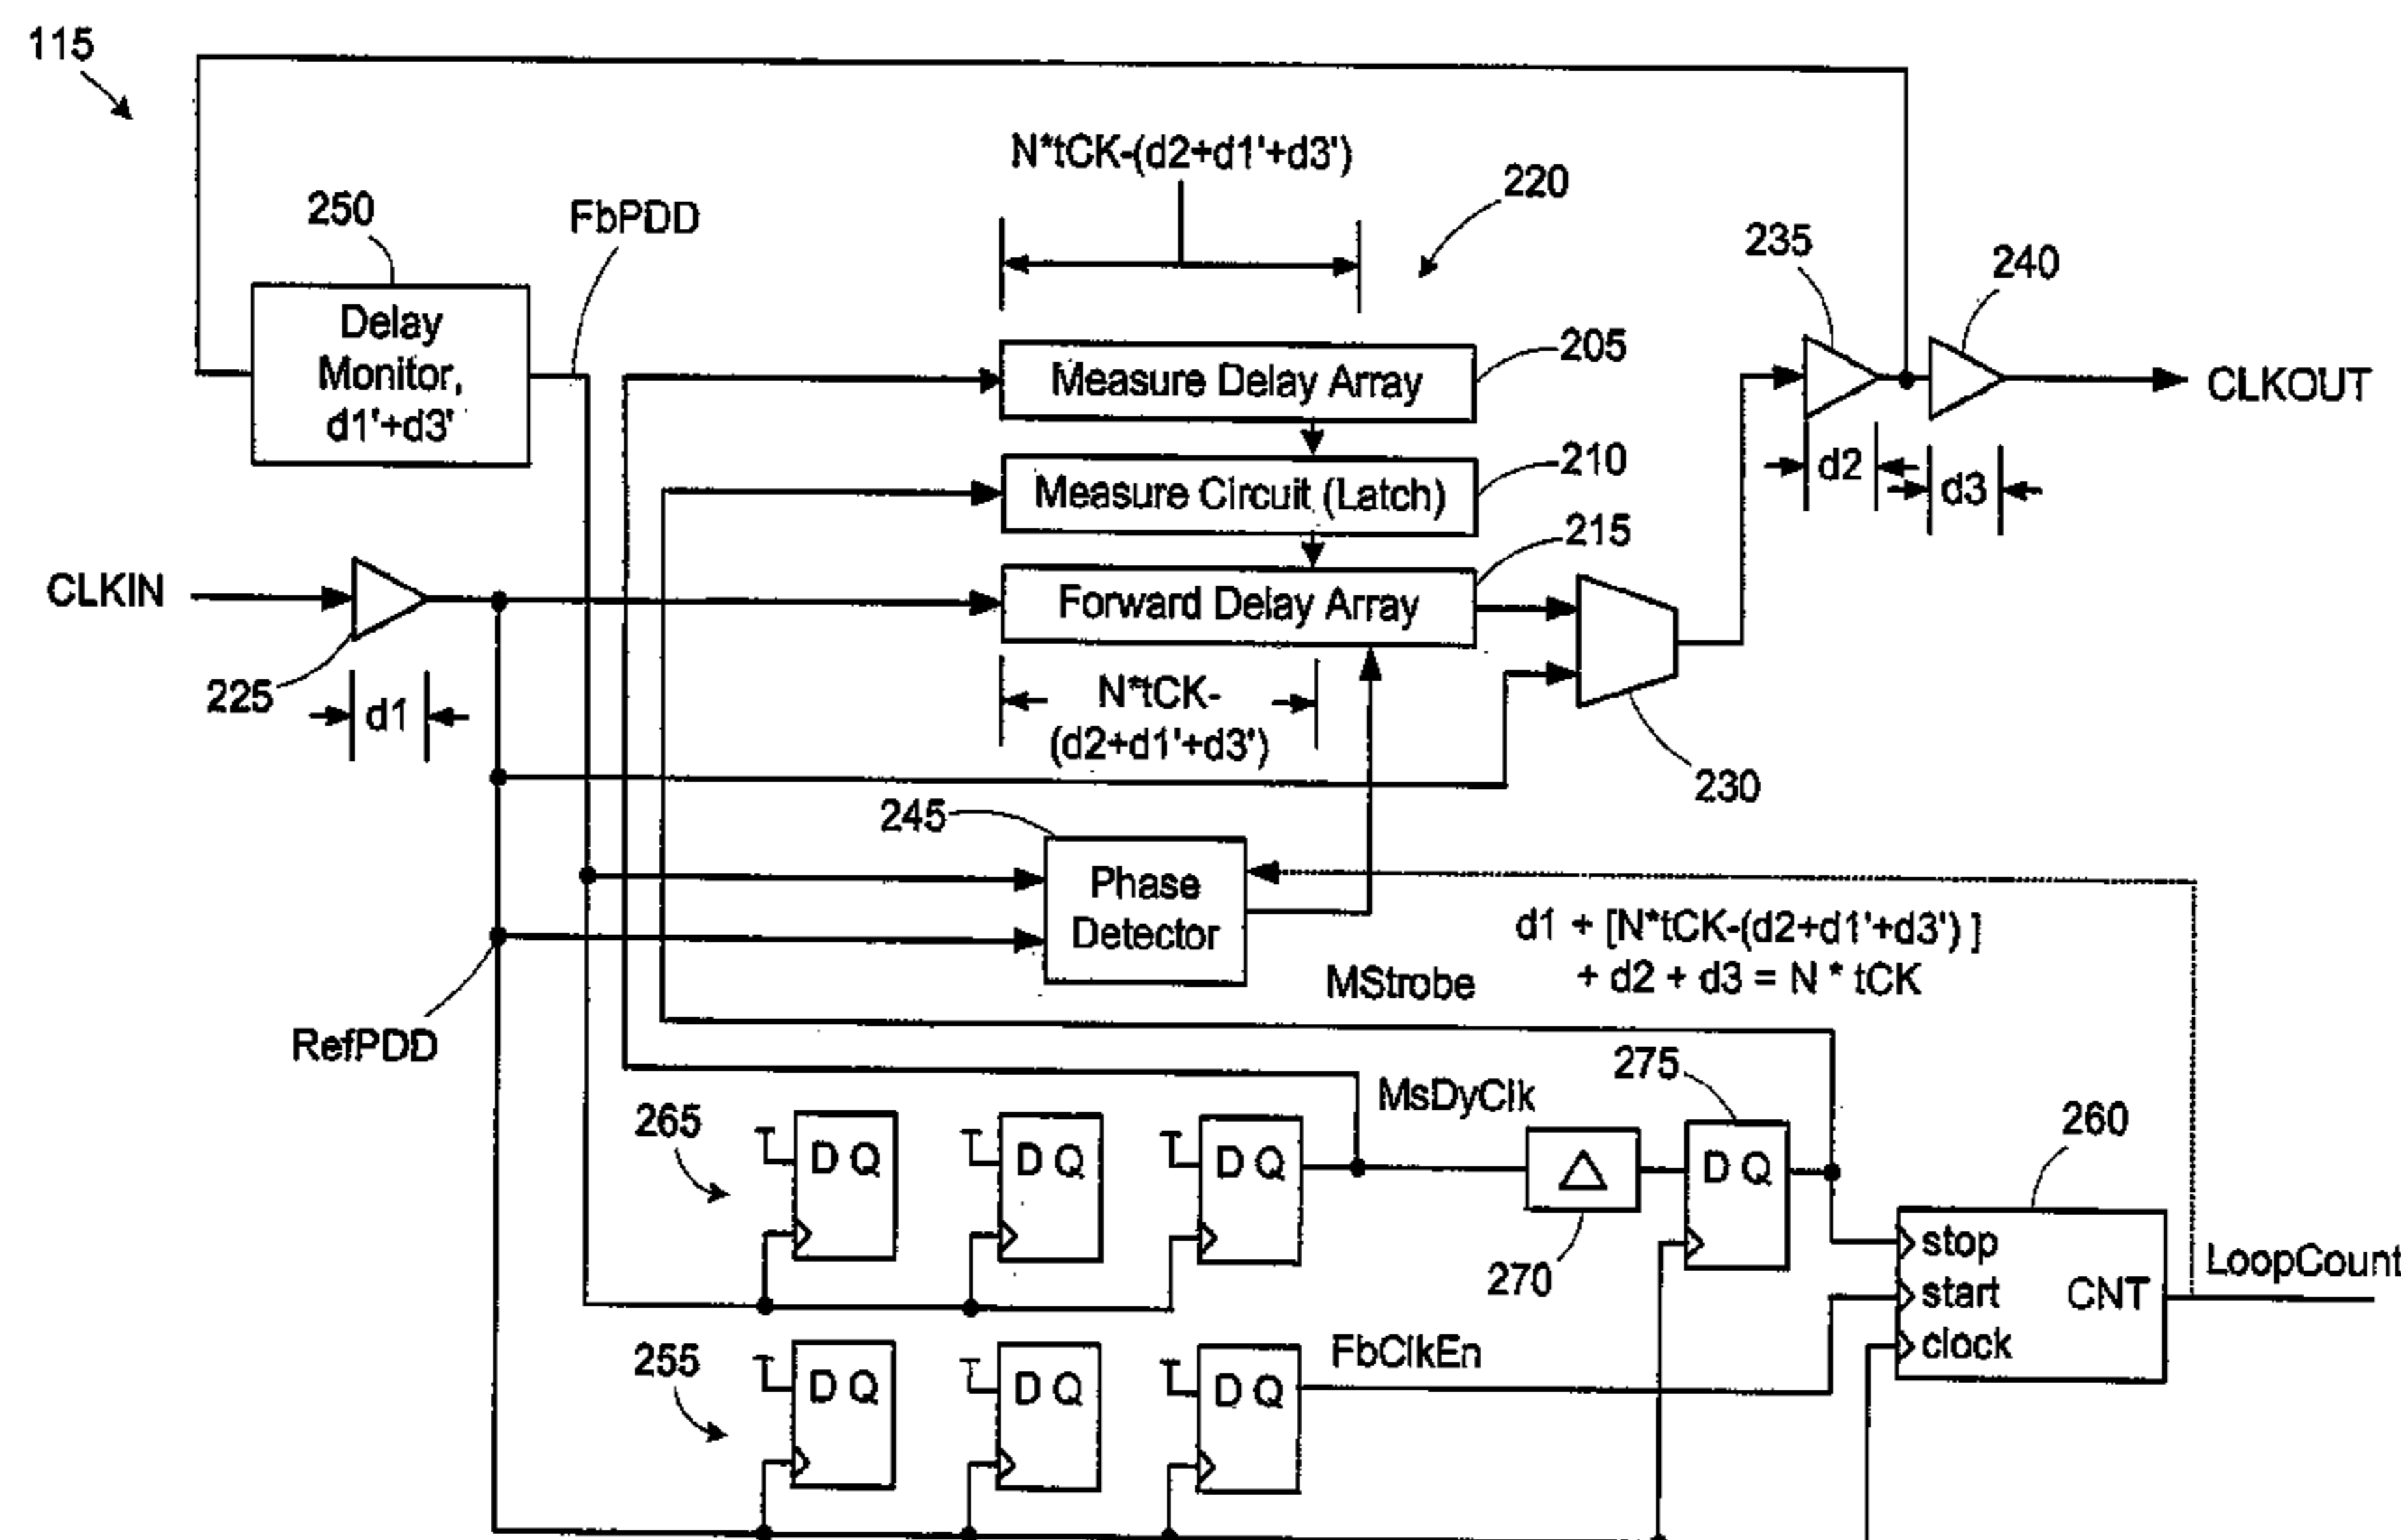 115
N*tCK-(d2+d1'+d3')
220
250
FbPDD
235
240
Delay
Monitor,
d1'+d3'
Measure Delay Array
205
CLKOUT
Measure Circuit (Latch)
210
d2
d3
CLKIN
Forward Delay Array
215
225
d1
N*tCK-
(d2+d1'+d3')
230
245
Phase
Detector
d1 + [N*tCK-(d2+d1'+d3')]
+ d2 + d3 = N * tCK
MStrobe
RefPDD
275
MsDyClk
265
D Q
D Q
D Q
D Q
260
270
stop
start
clock
CNT
LoopCount
255
D Q
D Q
D Q
FbClkEn